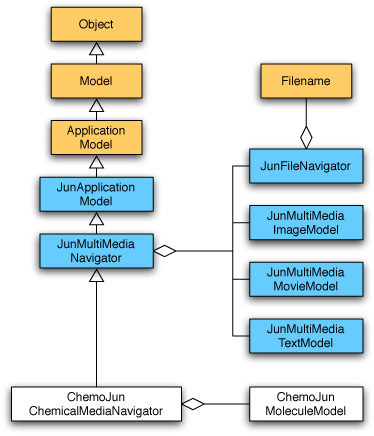 Object
Model
Filename
Application
Model
JunApplication
Model
JunFileNavigator
JunMultiMedia
Navigator
JunMultiMedia
ImageModel
JunMultiMedia
MovieModel
JunMultiMedia
TextModel
ChemoJun
ChemicalMediaNavigator
ChemoJun
MoleculeModel